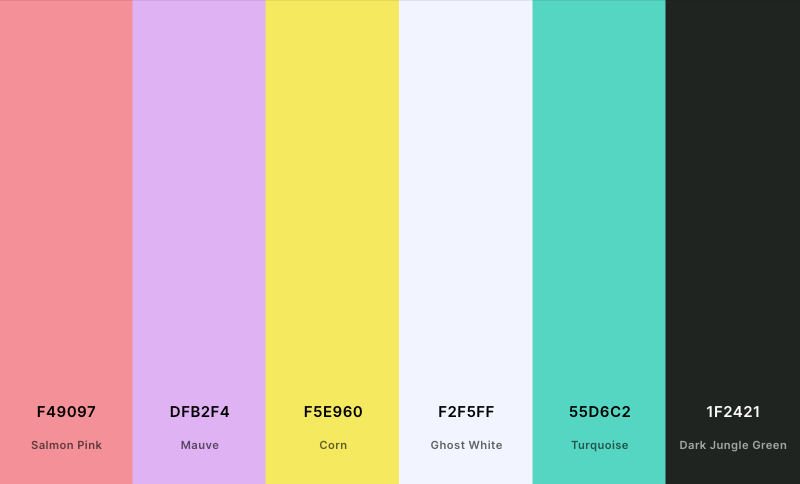 F49097
Salmon Pink
DFB2F4
Mauve
F5E960
Corn
F2F5FF
Ghost White
55D6C2
Turquoise
1F2421
Dark Jungle Green